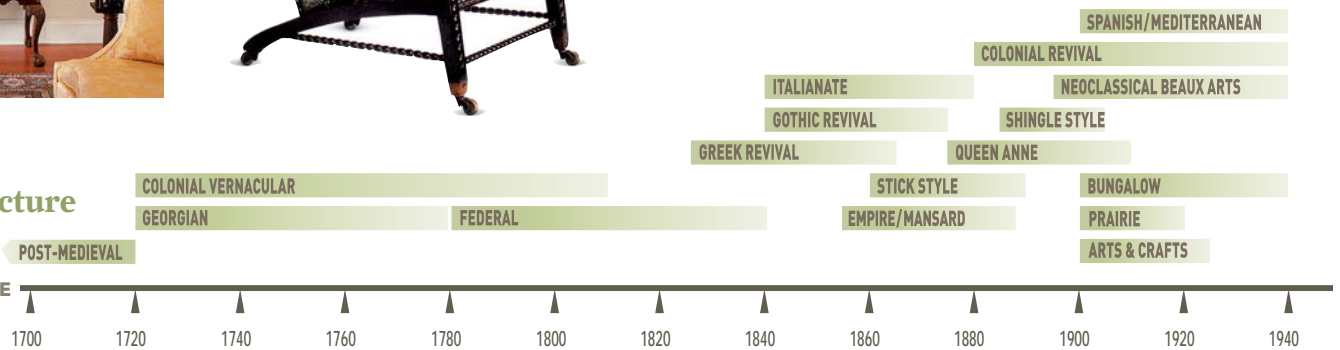 SPANISH/MEDITERRANEAN
COLONIAL REVIVAL
ITALIANATE
NEOCLASSICAL BEAUX ARTS
GOTHIC REVIVAL
SHINGLE STYLE
GREEK REVIVAL
QUEEN ANNE
COLONIAL VERNACULAR
STICK STYLE
BUNGALOW
cture
GEORGIAN
FEDERAL
EMPIRE/MANSARD
PRAIRIE
POST-MEDIEVAL
ARTS & CRAFTS
E
1700 1720 1740 1760 1780 1800 1820 1840 1860 1880 1900 1920 1940